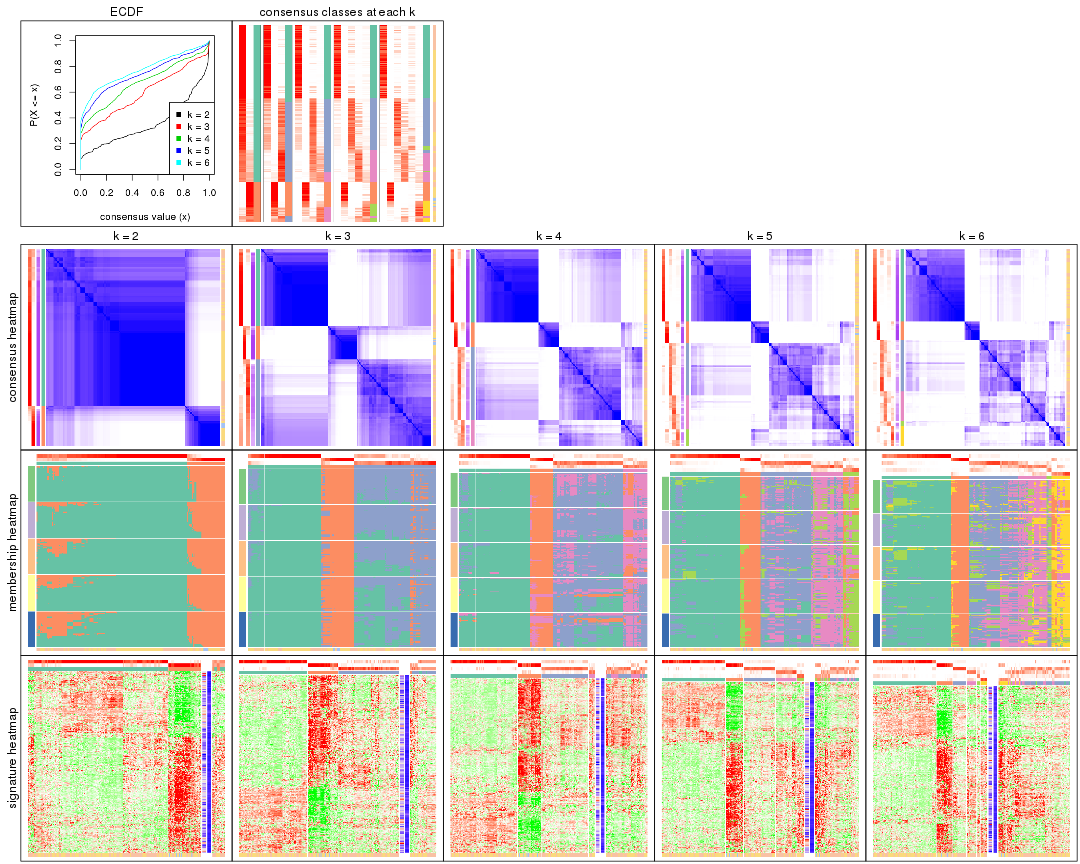 ECDF
consensus classes at each k
P(X <= x)
0.0 0.2 0.4 0.6 0.8 1.0
k = 2
k = 3
k = 4
k = 5
k = 6
0.0 0.2 0.4 0.6 0.8 1.0
consensus value (x)
k = 2
k = 3
k = 4
k = 5
k = 6
consensus heatmap
membership heatmap
signature heatmap